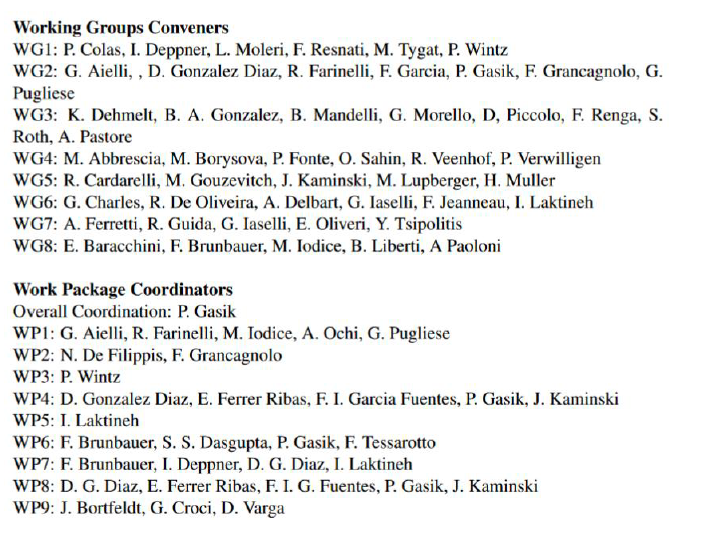 Working Groups Conveners
WG1: P. Colas, I. Deppner, L. Moleri, F. Resnati, M. Tygat, P. Wintz
WG2: G. Aielli, , D. Gonzalez Diaz, R. Farinelli, F. Garcia, P. Gasik, F. Grancagnolo, G.
Pugliese
WG3: K. Dehmelt, B. A. Gonzalez, B. Mandelli, G. Morello, D, Piccolo, F. Renga, S.
Roth, A. Pastore
WG4: M. Abbrescia, M. Borysova, P. Fonte, O. Sahin, R. Veenhof, P. Verwilligen
WG5: R. Cardarelli, M. Gouzevitch, J. Kaminski, M. Lupberger, H. Muller
WG6: G. Charles, R. De Oliveira, A. Delbart, G. Iaselli, F. Jeanneau, I. Laktineh
WG7: A. Ferretti, R. Guida, G. Iaselli, E. Oliveri, Y. Tsipolitis
WG8: E. Baracchini, F. Brunbauer, M. Iodice, B. Liberti, A Paoloni
Work Package Coordinators
Overall Coordination: P. Gasik
WP1: G. Aielli, R. Farinelli, M. Iodice, A. Ochi, G. Pugliese
WP2: N. De Filippis, F. Grancagnolo
WP3: P. Wintz
WP4: D. Gonzalez Diaz, E. Ferrer Ribas, F. I. Garcia Fuentes, P. Gasik, J. Kaminski
WP5: I. Laktineh
WP6: F. Brunbauer, S. S. Dasgupta, P. Gasik, F. Tessarotto
WP7: F. Brunbauer, I. Deppner, D. G. Diaz, I. Laktineh
WP8: D. G. Diaz, E. Ferrer Ribas, F. I. G. Fuentes, P. Gasik, J. Kaminski
WP9: J. Bortfeldt, G. Croci, D. Varga